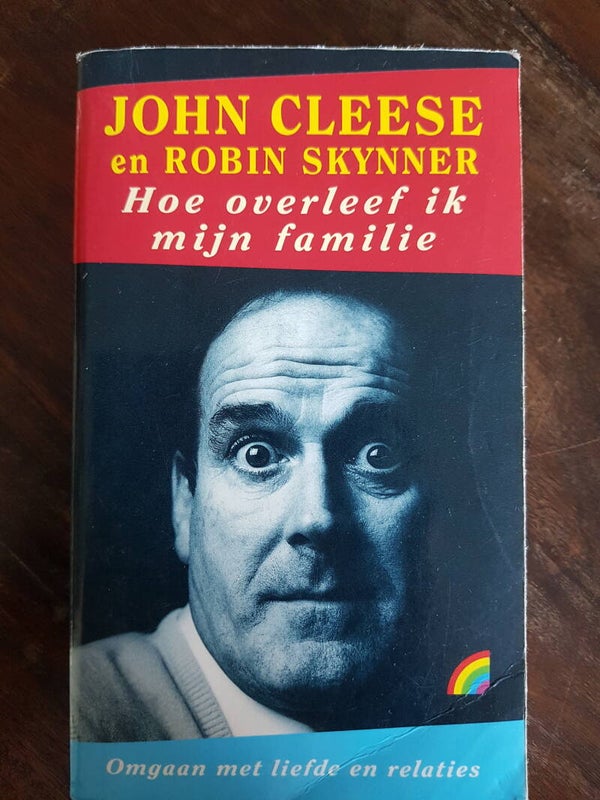 JOHN CLEESE
en ROBIN SKYNNER
Hoe overleef ik
mijn familie
Omgaan met liefde en relaties